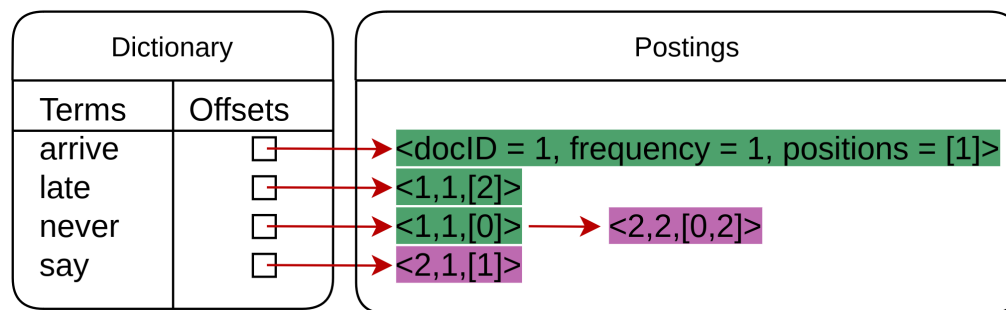 Dictionary Postings
Terms Offsets
arrive <docID = 1, frequency = 1, positions = [1]>
late <1,1,[2]>
never <1,1,[0]> <2,2,[0,2]>
say <2,1,[1]>